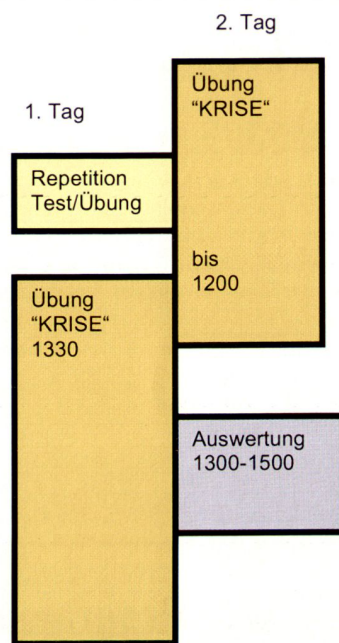 1. Tag
Repetition
Test/Übung
Übung
“KRISE“
1330
2. Tag
Übung
“KRISE“
bis
1200
Auswertung
1300-1500